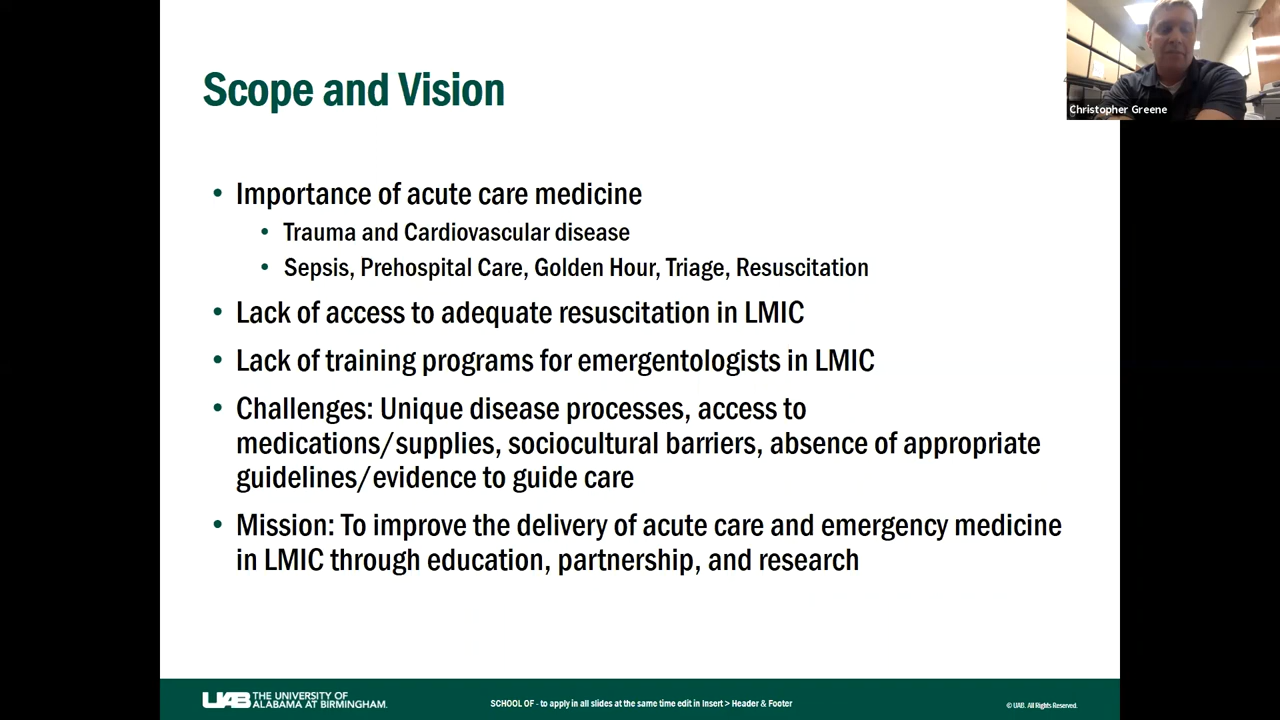 Scope and Vision
Christopher Greene
• Importance of acute care medicine
• Trauma and Cardiovascular disease
• Sepsis, Prehospital Care, Golden Hour, Triage, Resuscitation
• Lack of access to adequate resuscitation in LMIC
• Lack of training programs for emergentologists in LMIC
• Challenges: Unique disease processes, access to
medications/supplies, sociocultural barriers, absence of appropriate
guidelines/evidence to guide care
• Mission: To improve the delivery of acute care and emergency medicine
in LMIC through education, partnership, and research
UAB THE UNIVERSITY OF
ALABAMA AT BIRMINGHAM.
SCHOOL OF - to apply in all slides at the same time edit in Insert > Header & Footer
© UAB. All Rights Reserved.